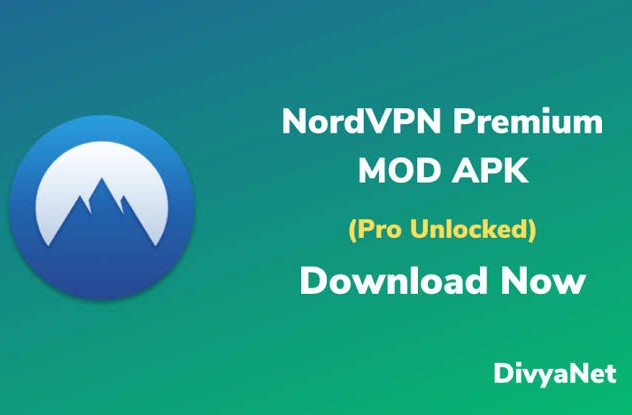 NordVPN Premium
MOD APK
(Pro Unlocked)
Download Now
DivyaNet